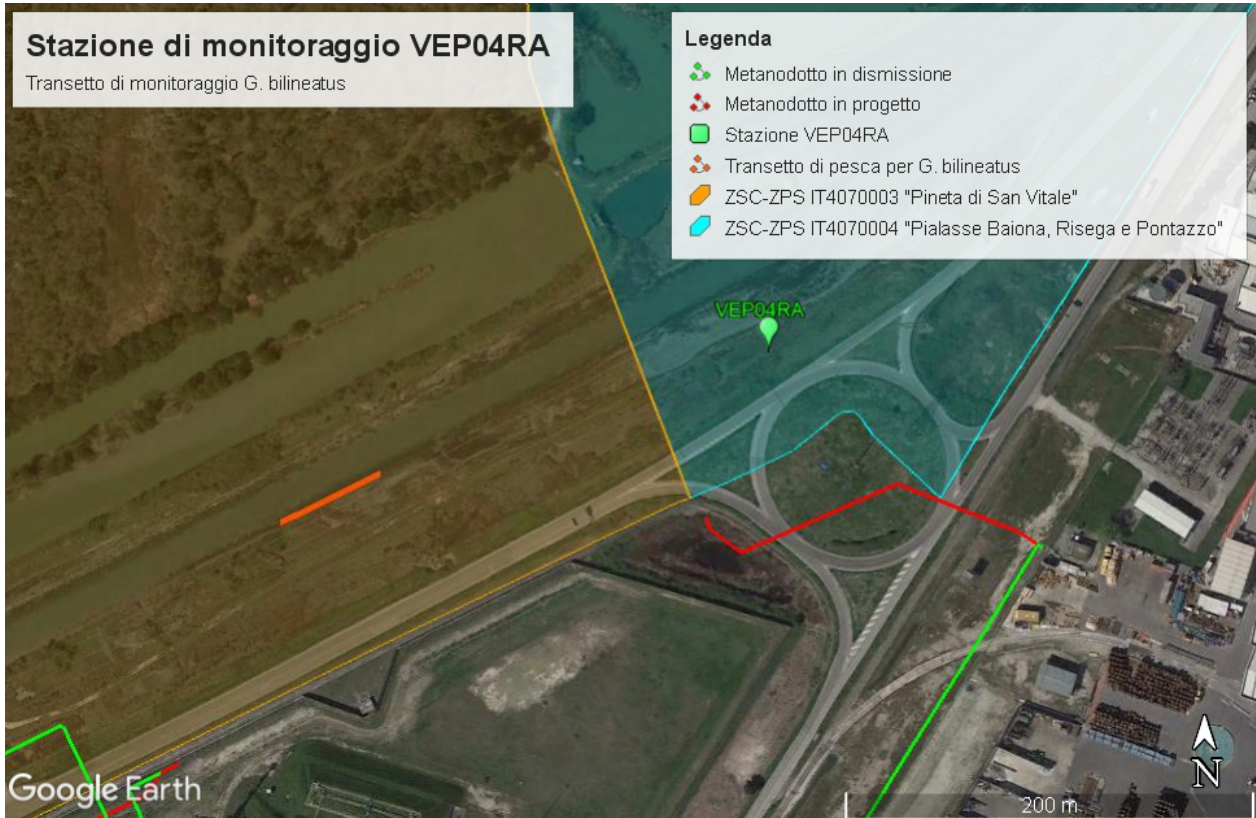 Stazione di monitoraggio VEP04RA
Transetto di monitoraggio G. bilineatus
Legenda
Metanodotto in dismissione
Metanodotto in progetto
Stazione VEP04RA
Transetto di pesca per G. bilineatus
ZSC-ZPS IT4070003 "Pineta di San Vitale"
ZSC-ZPS IT4070004 "Pialasse Baiona, Risega e Pontazzo"
VEP04RA
Google Earth
N
200 m